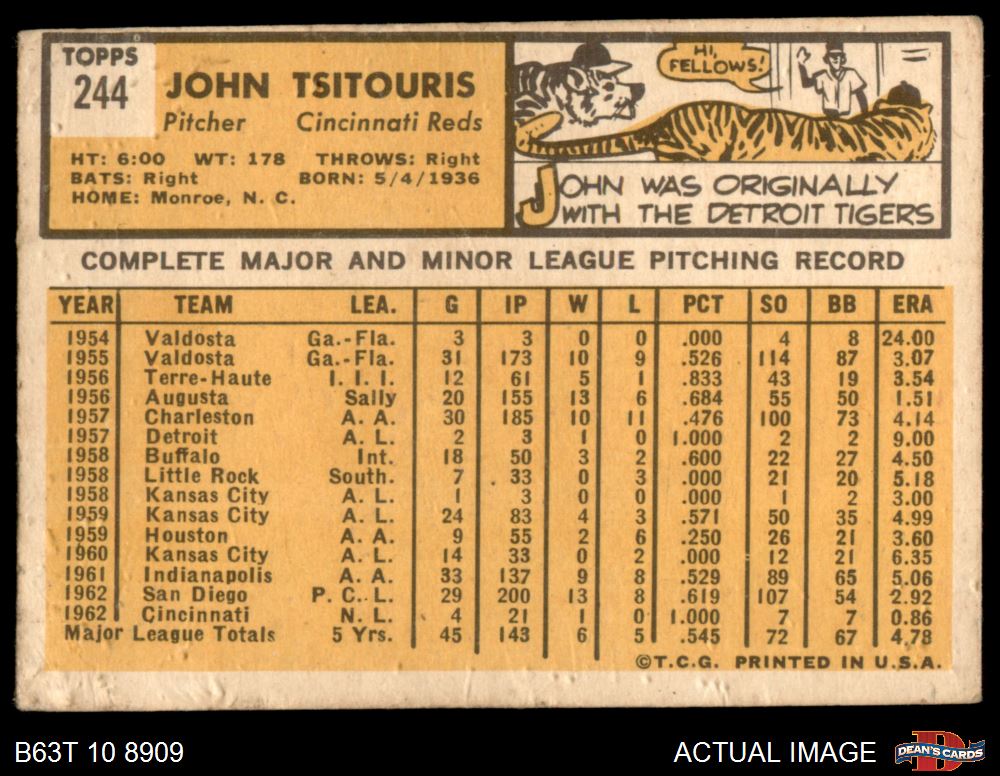 TOPPS
244
JOHN TSITOURIS
Pitcher Cincinnati Reds
HT: 6:00 WT: 178 THROWS: Right
BATS: Right BORN: 5/4/1936
HOME: Monroe, N. C.
HI,
FELLOWS!
JOHN WAS ORIGINALLY
WITH THE DETROIT TIGERS
COMPLETE MAJOR AND MINOR LEAGUE PITCHING RECORD
YEAR TEAM LEA. G IP W L PCT SO BB ERA
1954 Valdosta Ga.-Fla. 3 3 0 0 .000 4 8 24.00
1955 Valdosta Ga.-Fla. 31 173 10 9 .526 114 87 3.07
1956 Terre-Haute I. I. I. 12 61 5 1 .833 43 19 3.54
1956 Augusta Sally 20 155 13 6 .684 55 50 1.51
1957 Charleston A. A. 30 185 10 11 .476 100 73 4.14
1957 Detroit A. L. 2 3 1 0 1.000 2 2 9.00
1958 Buffalo Int. 18 50 3 2 .600 22 27 4.50
1958 Little Rock South. 7 33 0 3 .000 21 20 5.18
1958 Kansas City A. L. 1 3 0 0 .000 1 2 3.00
1959 Kansas City A. L. 24 83 4 3 .571 50 35 4.99
1959 Houston A. A. 9 55 2 6 .250 26 21 3.60
1960 Kansas City A. L. 14 33 0 2 .000 12 21 6.35
1961 Indianapolis A. A. 33 137 9 8 .529 89 65 5.06
1962 San Diego P. C. L. 29 200 13 8 .619 107 54 2.92
1962 Cincinnati N. L. 4 21 1 0 1.000 7 7 0.86
Major League Totals 5 Yrs. 45 143 6 5 .545 72 67 4.78
©T.C.G. PRINTED IN U.S.A.
B63T 10 8909 ACTUAL IMAGE DEAN'S CARDS